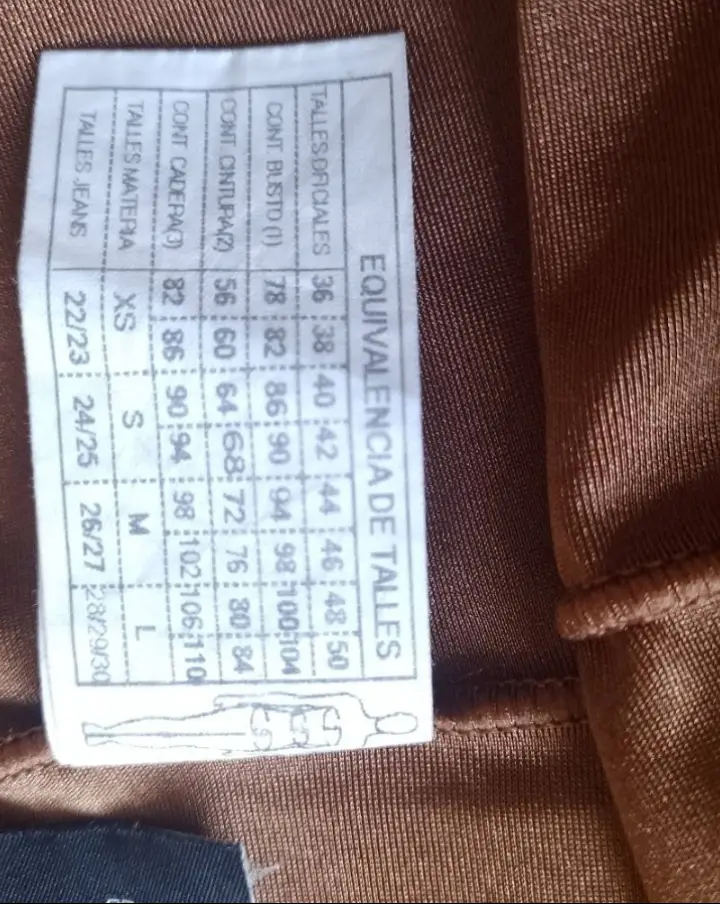 EQUIVALENCIA DE TALLES
TALLES OFICIALES 36 38 40 42 44 46 48 50
CONT BUSTO (1) 78 82 86 90 94 98 100 104
CONT CINTURA(2) 56 60 64 68 72 76 80 84
CONT CADERA(3) 82 86 90 94 98 102 106 110
TALLES MATERIA XS S M L
TALLES JEANS 22/23 24/25 26/27 28/29/30